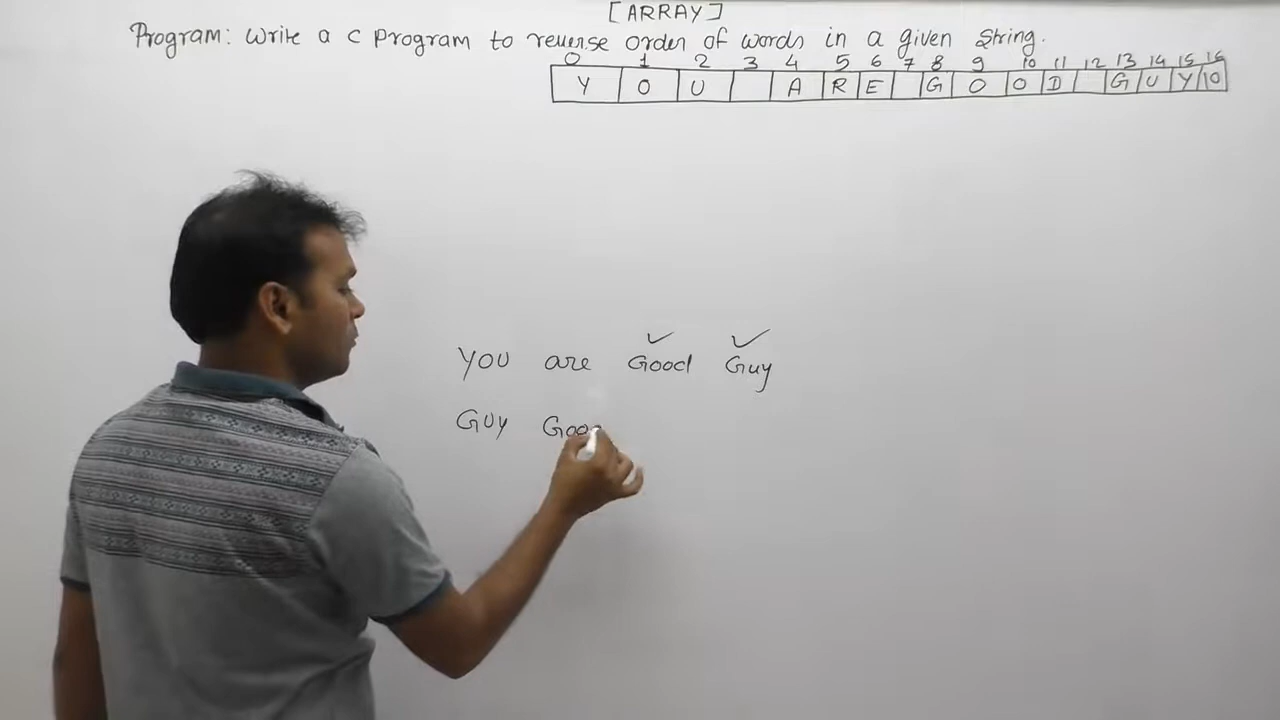 [ARRAY]
Program: Write a c program to reverse order of words in a given string.
0 1 2 3 4 5 6 7 8 9 10 11 12 13 14 15 16
Y O U A R E G O O D G U Y \0
You are Good Guy
Guy Goo